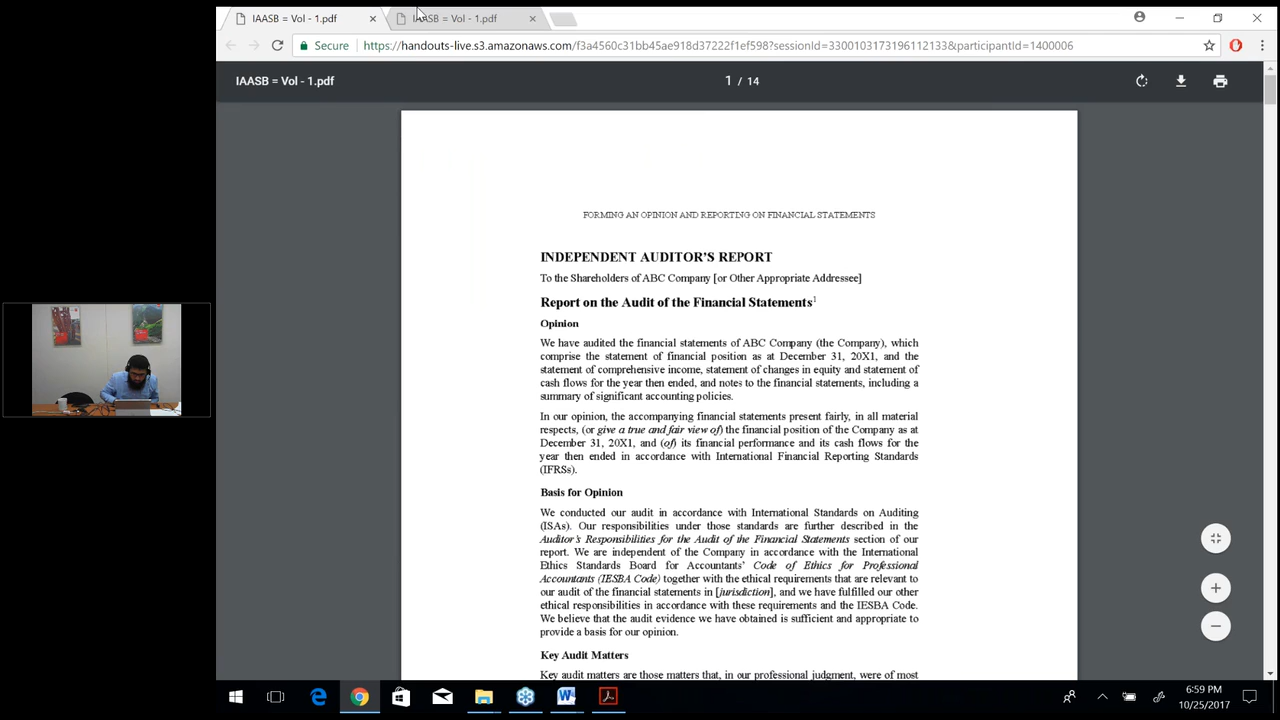 IAASB = Vol - 1.pdf
IAASB = Vol - 1.pdf
Secure
https://handouts-live.s3.amazonaws.com/f3a4560c31bb45ae918d37222f1ef598?sessionId=3300103173196112133&participantId=1400006
IAASB = Vol - 1.pdf
1 / 14
FORMING AN OPINION AND REPORTING ON FINANCIAL STATEMENTS
INDEPENDENT AUDITOR'S REPORT
To the Shareholders of ABC Company [or Other Appropriate Addressee]
Report on the Audit of the Financial Statements1
Opinion
We have audited the financial statements of ABC Company (the Company), which
comprise the statement of financial position as at December 31, 20X1, and the
statement of comprehensive income, statement of changes in equity and statement of
cash flows for the year then ended, and notes to the financial statements, including a
summary of significant accounting policies.
In our opinion, the accompanying financial statements present fairly, in all material
respects, (or give a true and fair view of) the financial position of the Company as at
December 31, 20X1, and (of) its financial performance and its cash flows for the
year then ended in accordance with International Financial Reporting Standards
(IFRSs).
Basis for Opinion
We conducted our audit in accordance with International Standards on Auditing
(ISAs). Our responsibilities under those standards are further described in the
Auditor's Responsibilities for the Audit of the Financial Statements section of our
report. We are independent of the Company in accordance with the International
Ethics Standards Board for Accountants' Code of Ethics for Professional
Accountants (IESBA Code) together with the ethical requirements that are relevant to
our audit of the financial statements in [jurisdiction], and we have fulfilled our other
ethical responsibilities in accordance with these requirements and the IESBA Code.
We believe that the audit evidence we have obtained is sufficient and appropriate to
provide a basis for our opinion.
Key Audit Matters
Key audit matters are those matters that, in our professional judgment, were of most
6:59 PM
10/25/2017